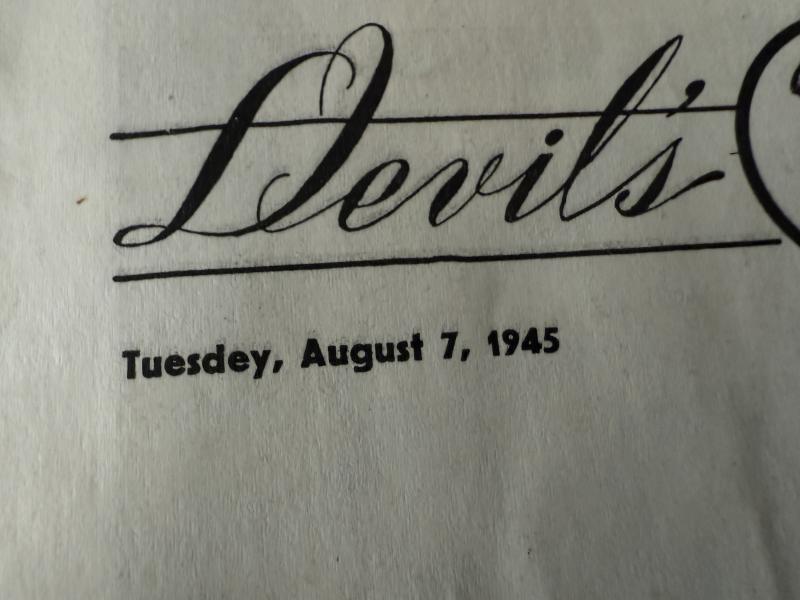 Devil's
Tuesdey, August 7, 1945